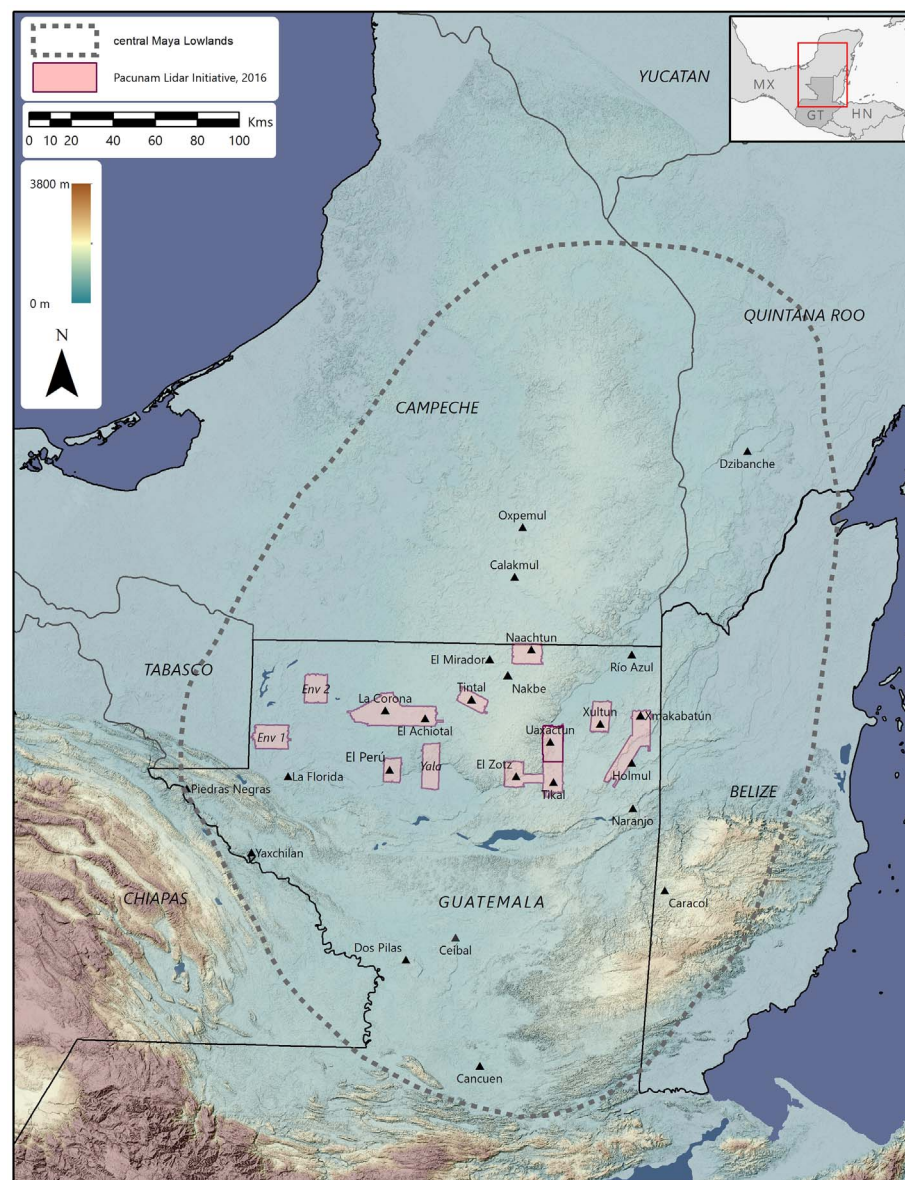 central Maya Lowlands
Pacunam Lidar Initiative, 2016
0 10 20 40 60 80 100 Kms
3800 m
0 m
N
MX
GT
HN
YUCATAN
QUINTANA ROO
CAMPECHE
Dzibanche
Oxpemul
Calakmul
Naachtun
El Mirador
Río Azul
TABASCO
Nakbe
Env 2
Tintal
La Corona
Xultun
Xmakabatún
El Achiotal
Env 1
Uaxactun
El Perú
Yala
El Zotz
Holmul
La Florida
Piedras Negras
Tikal
BELIZE
Naranjo
Yaxchilan
CHIAPAS
Caracol
GUATEMALA
Ceíbal
Dos Pilas
Cancuen